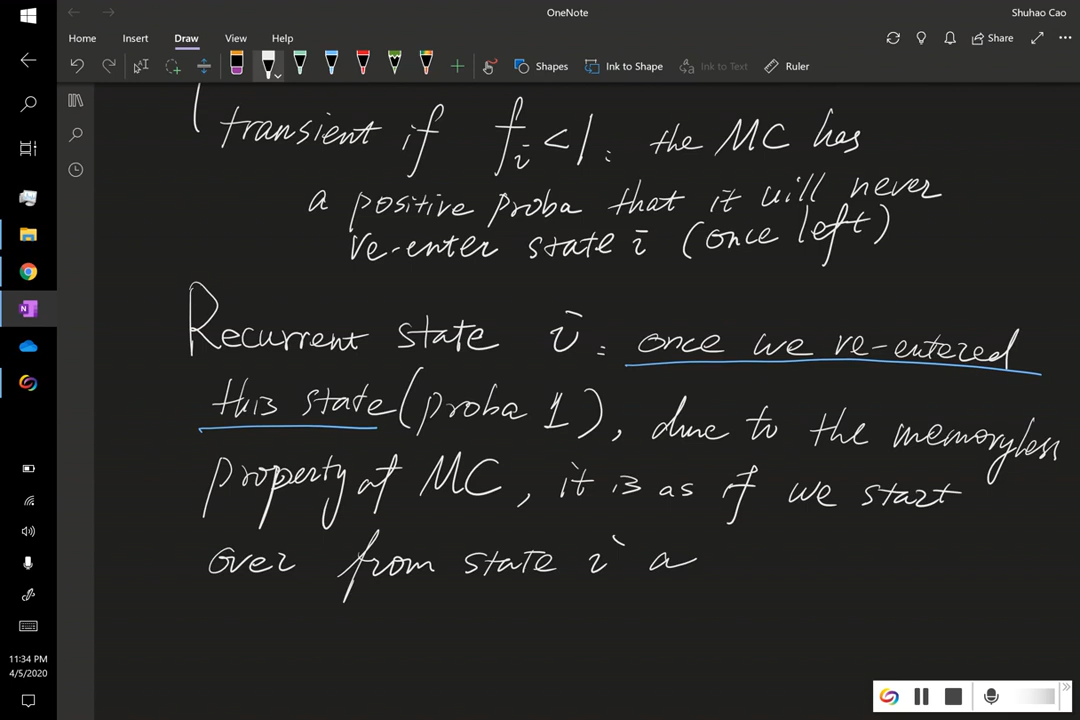 OneNote
Shuhao Cao
Home Insert Draw View Help
Share
Shapes
Ink to Shape
Ink to Text
Ruler
transient if f_i < 1 : the MC has
a positive proba that it will never
re-enter state i (once left)
Recurrent state i : once we re-entered
this state (proba 1), due to the memoryless
property of MC, it is as if we start
over from state i a
11:34 PM
4/5/2020